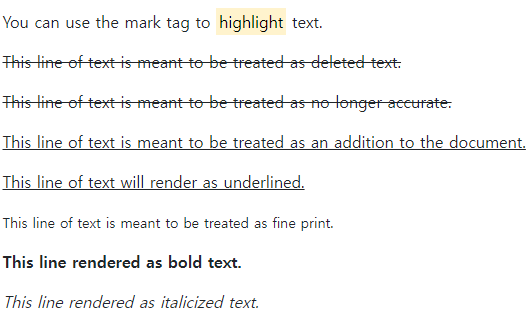 You can use the mark tag to highlight text.
This line of text is meant to be treated as deleted text.
This line of text is meant to be treated as no longer accurate.
This line of text is meant to be treated as an addition to the document.
This line of text will render as underlined.
This line of text is meant to be treated as fine print.
This line rendered as bold text.
This line rendered as italicized text.